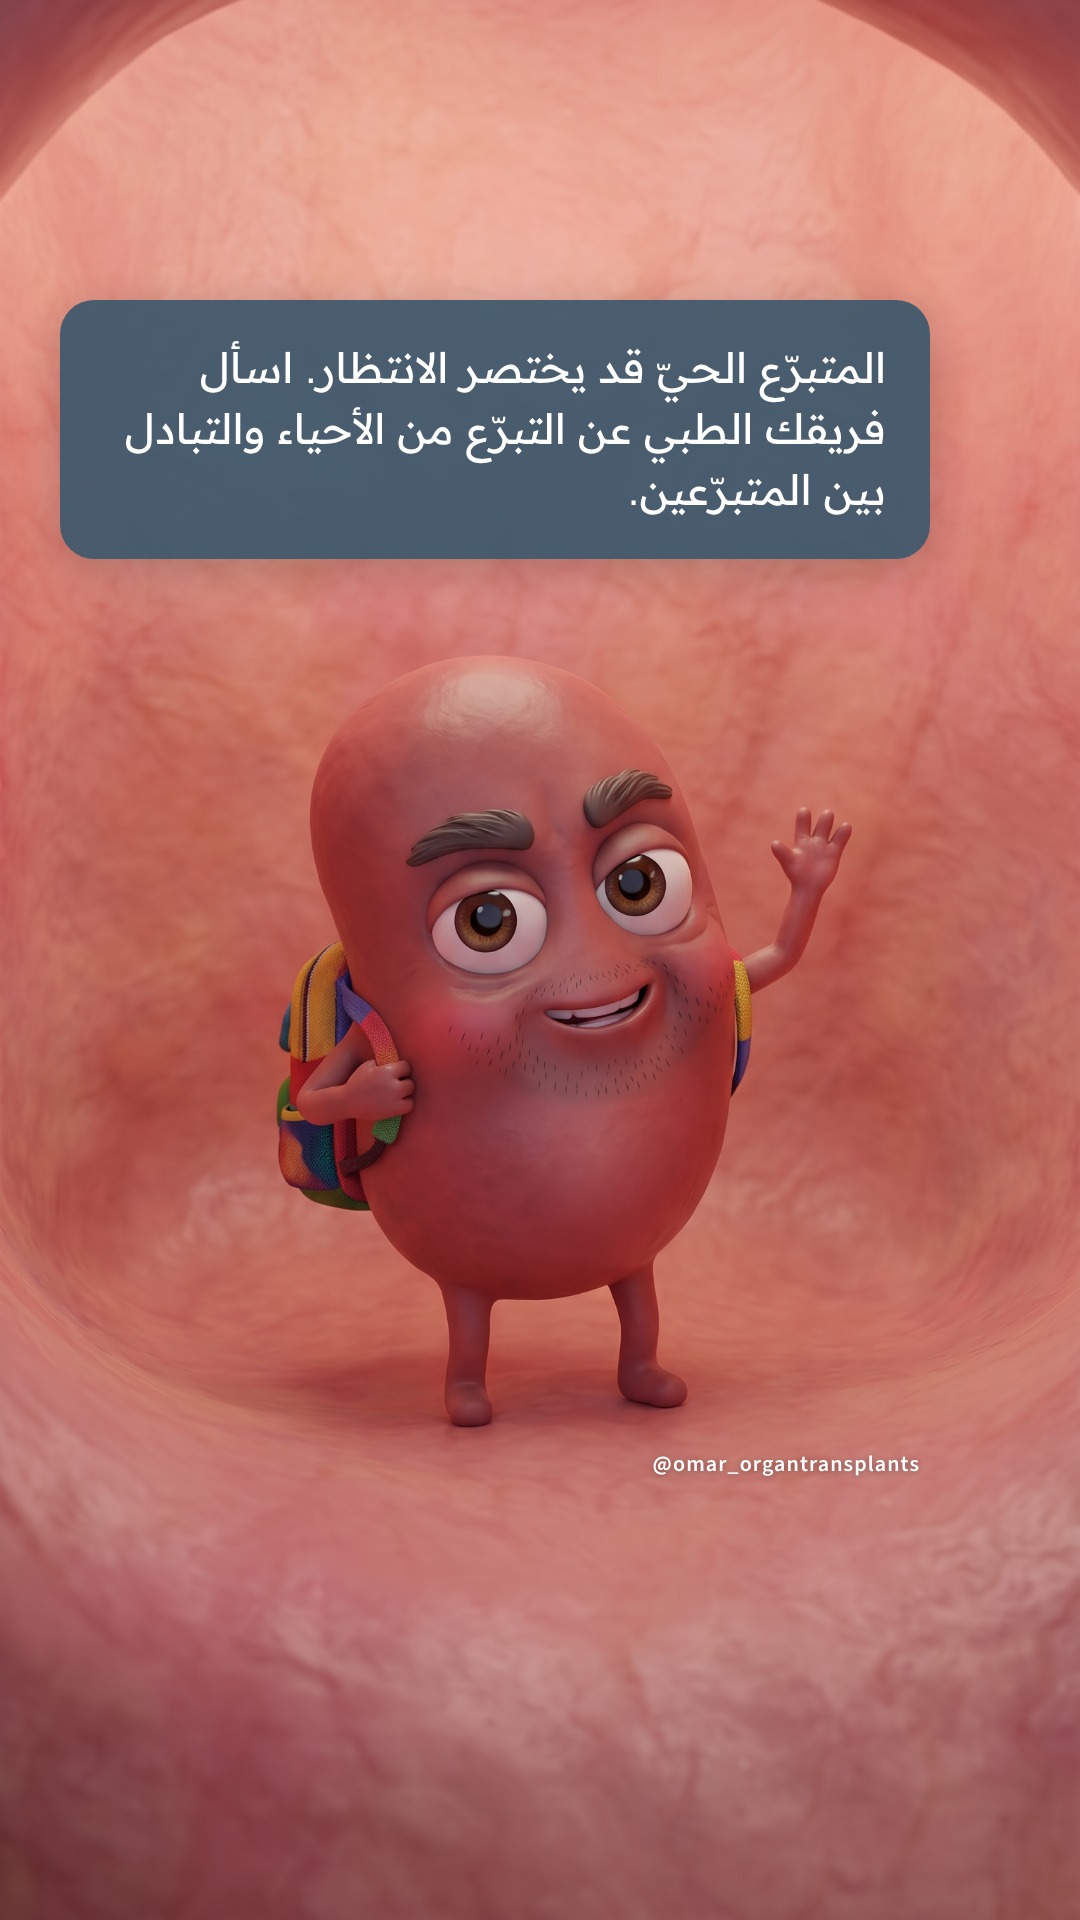 المتبرّع الحيّ قد يختصر الانتظار. اسأل
فريقك الطبي عن التبرّع من الأحياء والتبادل
بين المتبرّعين.
@omar_organtransplants